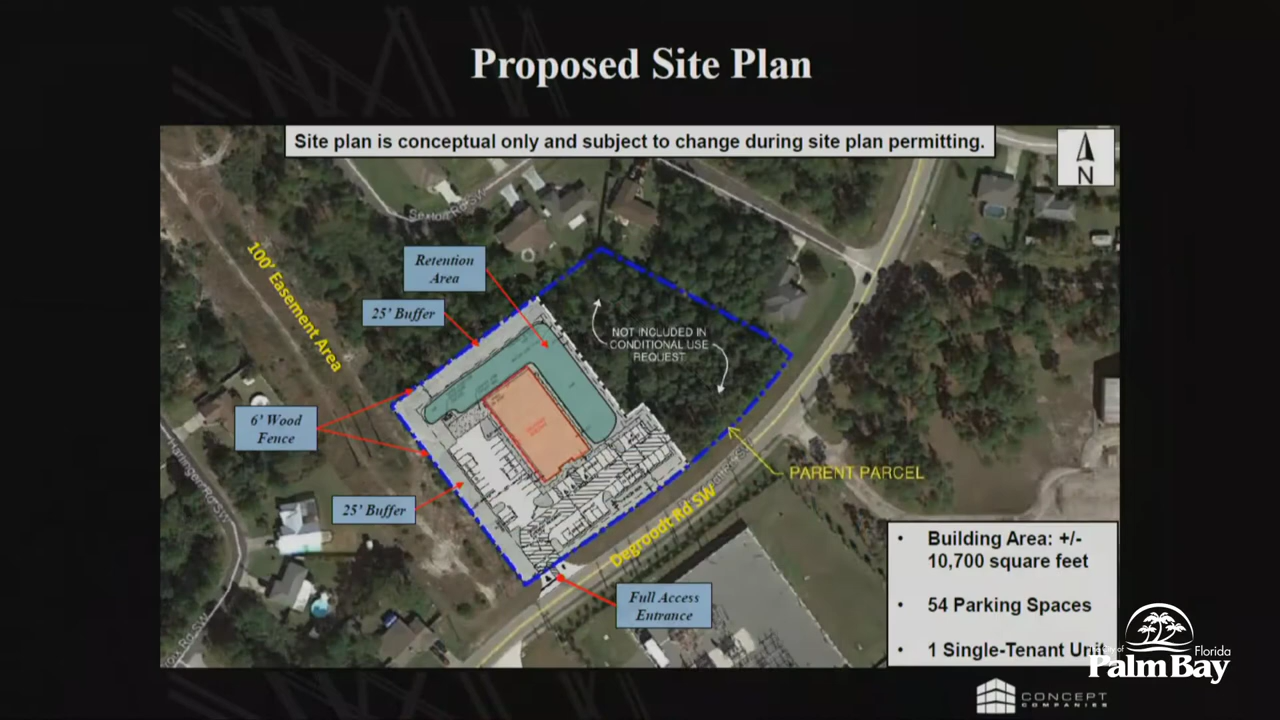 Proposed Site Plan
Site plan is conceptual only and subject to change during site plan permitting.
N
Sexton Rd SW
100' Easement Area
Retention
Area
25' Buffer
NOT INCLUDED IN
CONDITIONAL USE
REQUEST
6' Wood
Fence
PARENT PARCEL
25' Buffer
Degroodt Rd SW
Full Access
Entrance
• Building Area: +/-
10,700 square feet
• 54 Parking Spaces
• 1 Single-Tenant Unit
Florida
Palm Bay
CONCEPT
COMPANIES